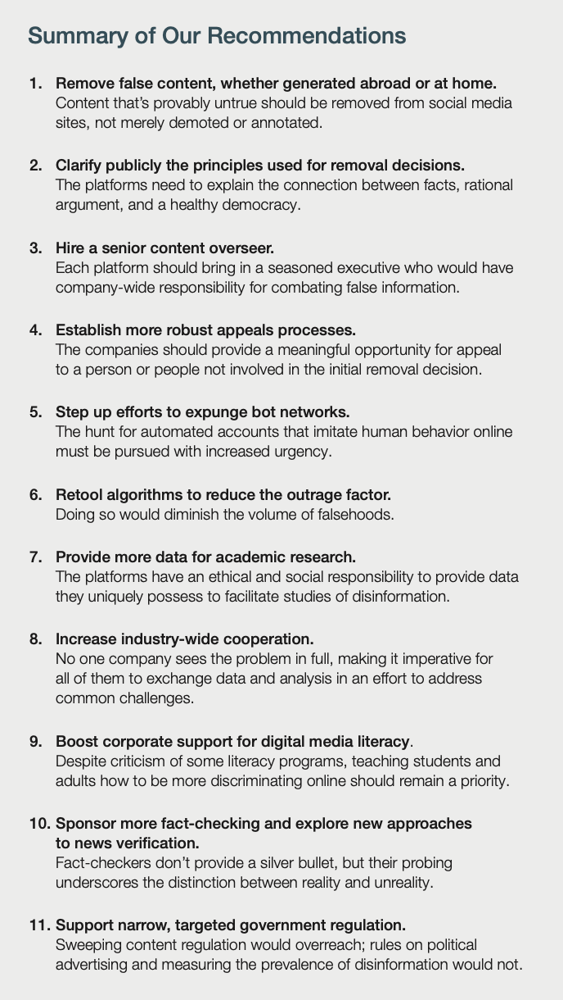 Summary of Our Recommendations
1. Remove false content, whether generated abroad or at home.
Content that’s provably untrue should be removed from social media
sites, not merely demoted or annotated.
2. Clarify publicly the principles used for removal decisions.
The platforms need to explain the connection between facts, rational
argument, and a healthy democracy.
3. Hire a senior content overseer.
Each platform should bring in a seasoned executive who would have
company-wide responsibility for combating false information.
4. Establish more robust appeals processes.
The companies should provide a meaningful opportunity for appeal
to a person or people not involved in the initial removal decision.
5. Step up efforts to expunge bot networks.
The hunt for automated accounts that imitate human behavior online
must be pursued with increased urgency.
6. Retool algorithms to reduce the outrage factor.
Doing so would diminish the volume of falsehoods.
7. Provide more data for academic research.
The platforms have an ethical and social responsibility to provide data
they uniquely possess to facilitate studies of disinformation.
8. Increase industry-wide cooperation.
No one company sees the problem in full, making it imperative for
all of them to exchange data and analysis in an effort to address
common challenges.
9. Boost corporate support for digital media literacy.
Despite criticism of some literacy programs, teaching students and
adults how to be more discriminating online should remain a priority.
10. Sponsor more fact-checking and explore new approaches
to news verification.
Fact-checkers don’t provide a silver bullet, but their probing
underscores the distinction between reality and unreality.
11. Support narrow, targeted government regulation.
Sweeping content regulation would overreach; rules on political
advertising and measuring the prevalence of disinformation would not.